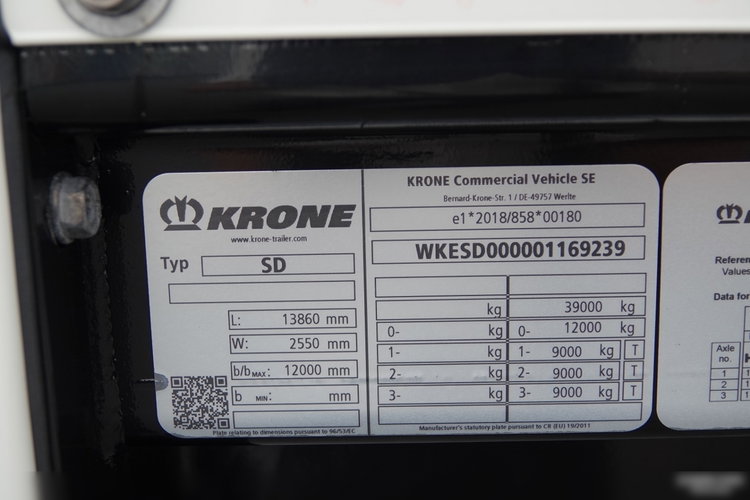 KRONE
www.krone-trailer.com
Typ SD
L: 13860 mm
W: 2550 mm
b/b MAX: 12000 mm
b MIN: mm
Plate relating to dimensions pursuant to 96/53/EC
KRONE Commercial Vehicle SE
Bernard-Krone-Str. 1 / DE-49757 Werlte
e1*2018/858*00180
WKESD000001169239
kg 39000 kg
0- kg 0- 12000 kg
1- kg 1- 9000 kg T
2- kg 2- 9000 kg T
3- kg 3- 9000 kg T
Manufacturer's statutory plate pursuant to CR (EU) 19/2011
Values
Data for
Axle
no.
1
2
3